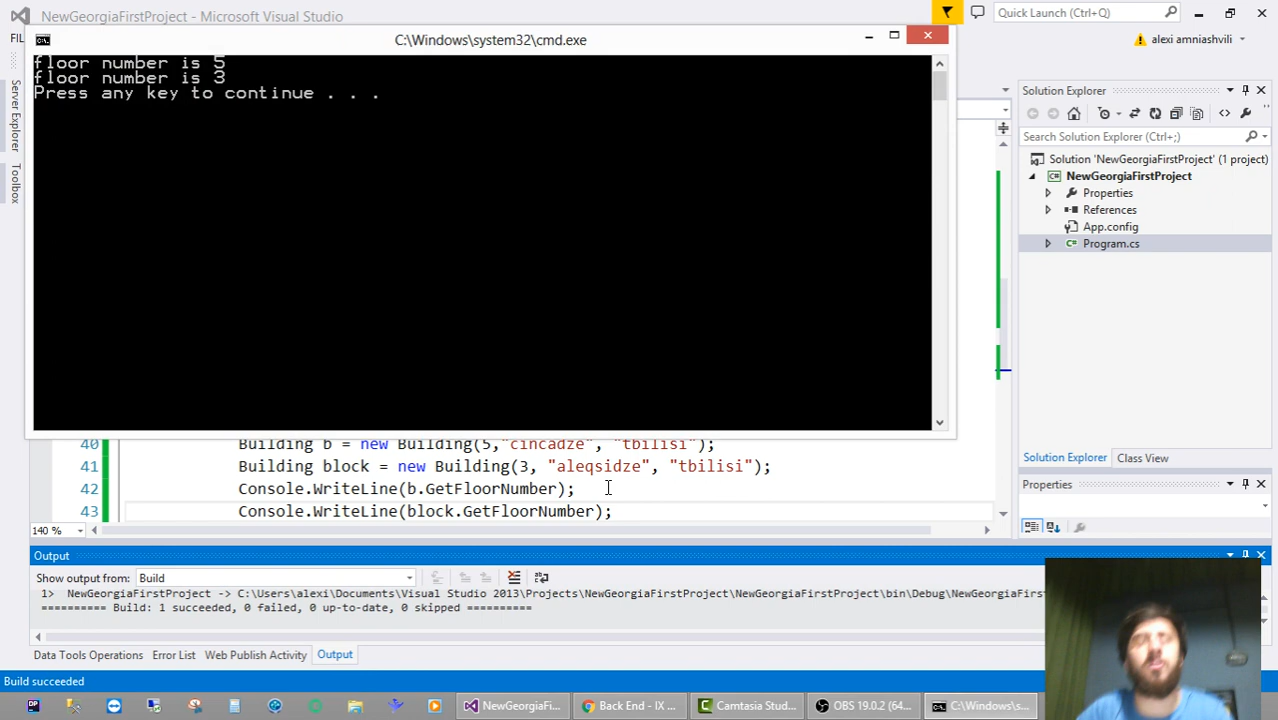 NewGeorgiaFirstProject - Microsoft Visual Studio
Quick Launch (Ctrl+Q)
FIL
C:\Windows\system32\cmd.exe
alexi amniashvili
floor number is 5
floor number is 3
Press any key to continue . . .
Server Explorer
Toolbox
Solution Explorer
Search Solution Explorer (Ctrl+;)
Solution 'NewGeorgiaFirstProject' (1 project)
NewGeorgiaFirstProject
Properties
References
App.config
Program.cs
40 Building b = new Building(5,"cincadze", "tbilisi");
41 Building block = new Building(3, "aleqsidze", "tbilisi");
42 Console.WriteLine(b.GetFloorNumber);
43 Console.WriteLine(block.GetFloorNumber);
140 %
Solution Explorer Class View
Properties
Output
Show output from: Build
1> NewGeorgiaFirstProject -> C:\Users\alexi\Documents\Visual Studio 2013\Projects\NewGeorgiaFirstProject\NewGeorgiaFirstProject\bin\Debug\NewGeorgiaFirst
========== Build: 1 succeeded, 0 failed, 0 up-to-date, 0 skipped ==========
Data Tools Operations Error List Web Publish Activity Output
Build succeeded
NewGeorgiaFi...
Back End - IX ...
Camtasia Stud...
OBS 19.0.2 (64...
C:\Windows\s...